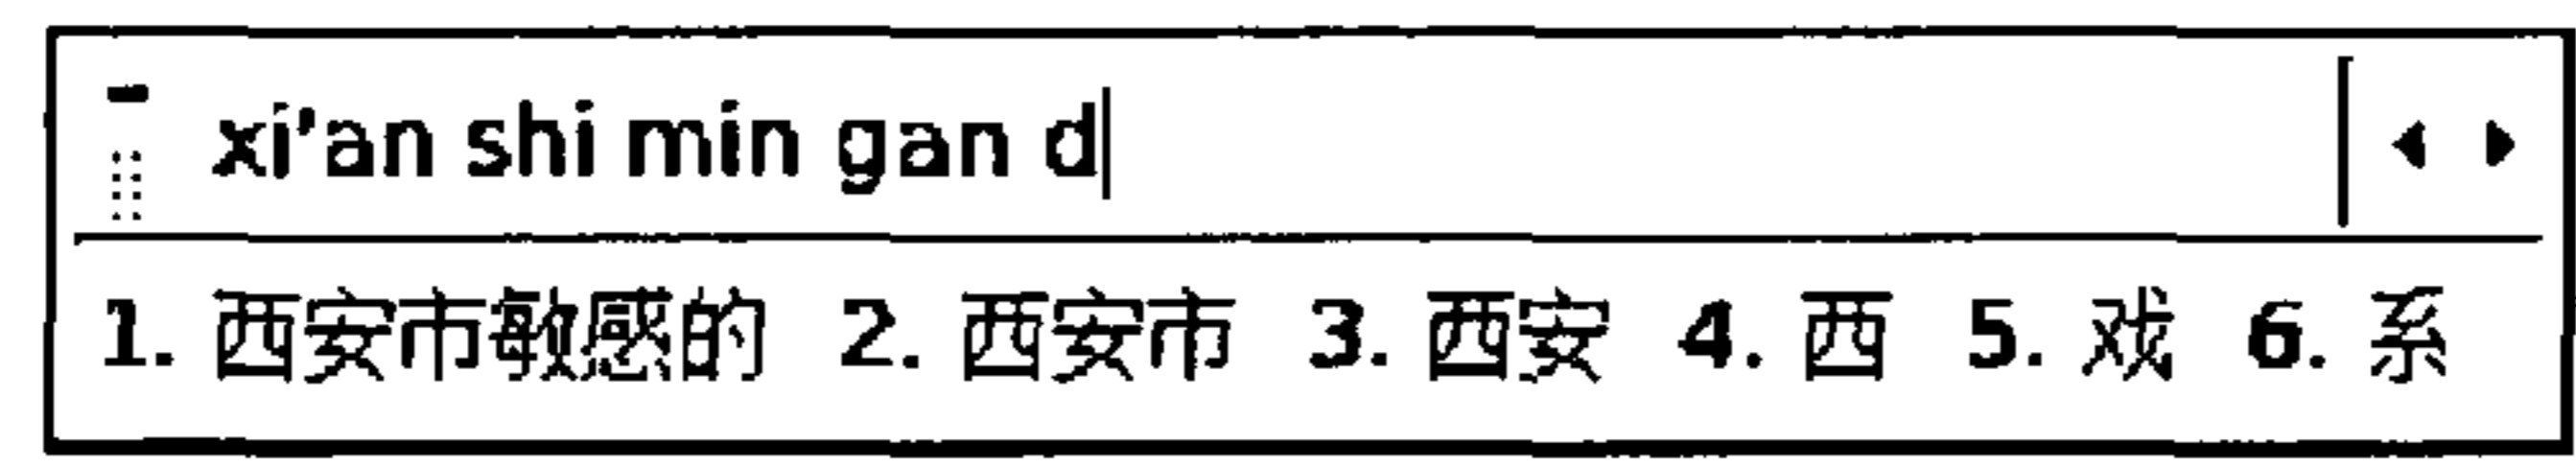 xi'an shi min gan d
1. 西安市敏感的 2. 西安市 3. 西安 4. 西 5. 戏 6. 系